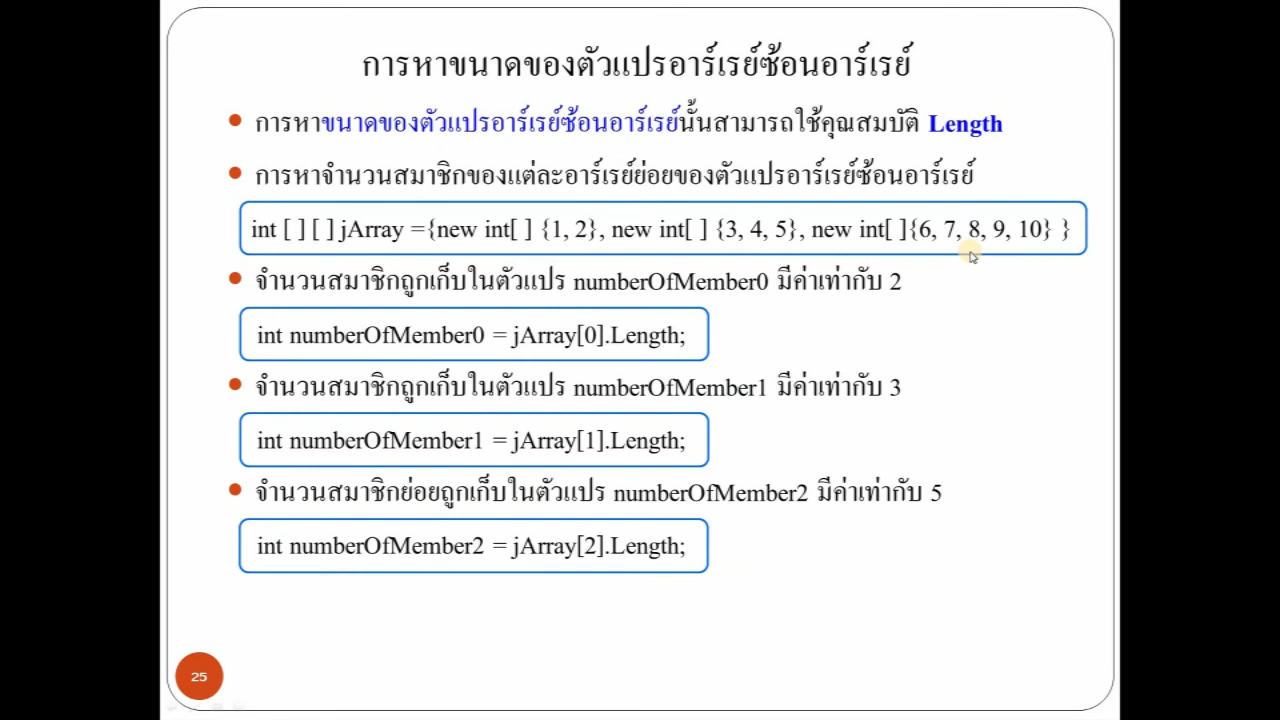 การหาขนาดของตัวแปรอาร์เรย์ซ้อนอาร์เรย์
การหาขนาดของตัวแปรอาร์เรย์ซ้อนอาร์เรย์นั้นสามารถใช้คุณสมบัติ Length
การหาจำนวนสมาชิกของแต่ละอาร์เรย์ย่อยของตัวแปรอาร์เรย์ซ้อนอาร์เรย์
int [ ] [ ] jArray ={new int[ ] {1, 2}, new int[ ] {3, 4, 5}, new int[ ]{6, 7, 8, 9, 10} }
จำนวนสมาชิกถูกเก็บในตัวแปร numberOfMember0 มีค่าเท่ากับ 2
int numberOfMember0 = jArray[0].Length;
จำนวนสมาชิกถูกเก็บในตัวแปร numberOfMember1 มีค่าเท่ากับ 3
int numberOfMember1 = jArray[1].Length;
จำนวนสมาชิกย่อยถูกเก็บในตัวแปร numberOfMember2 มีค่าเท่ากับ 5
int numberOfMember2 = jArray[2].Length;
25